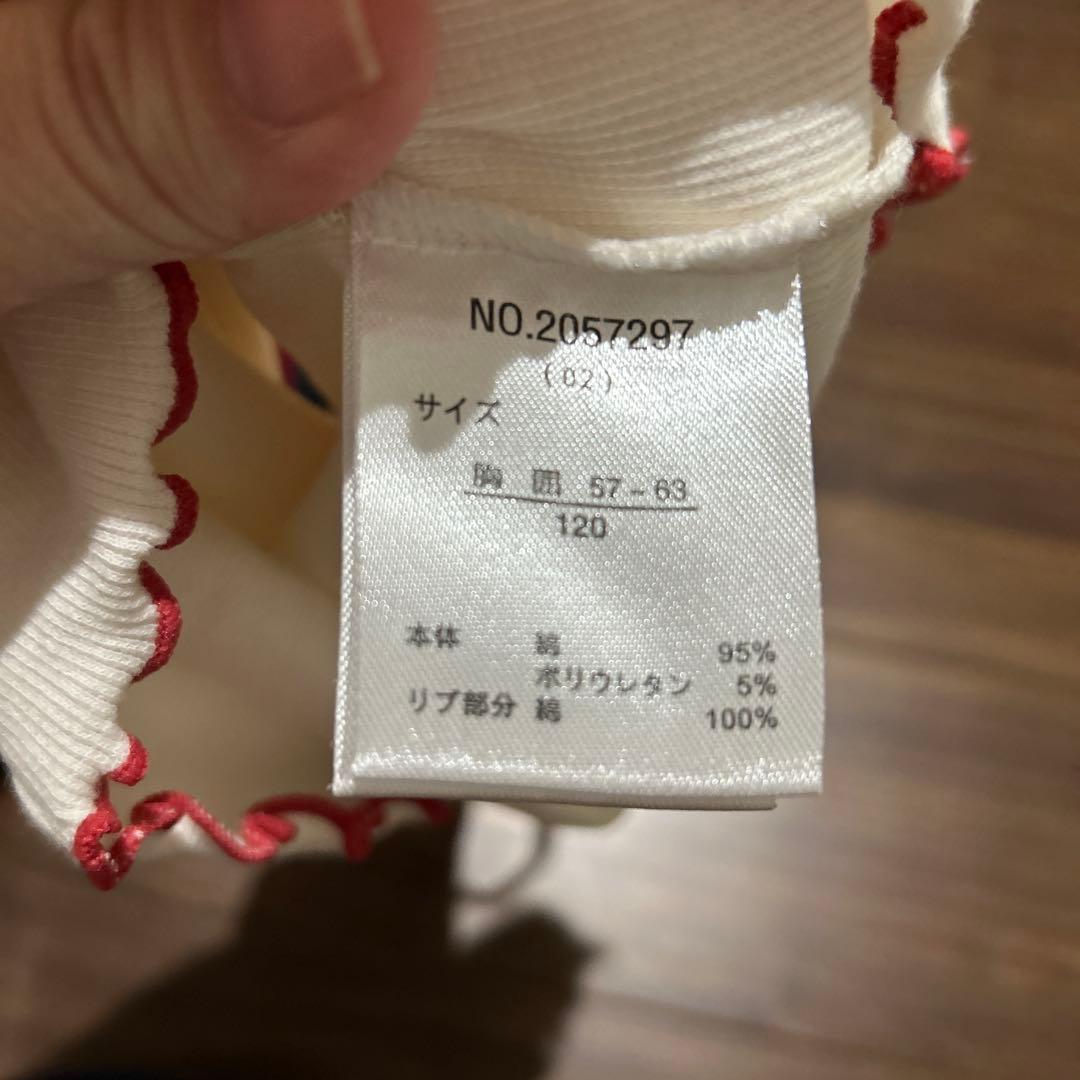 NO.2057297
(02)
サイズ
胸 囲 57-63
120
本体 綿 95%
ポリウレタン 5%
リブ部分 綿 100%